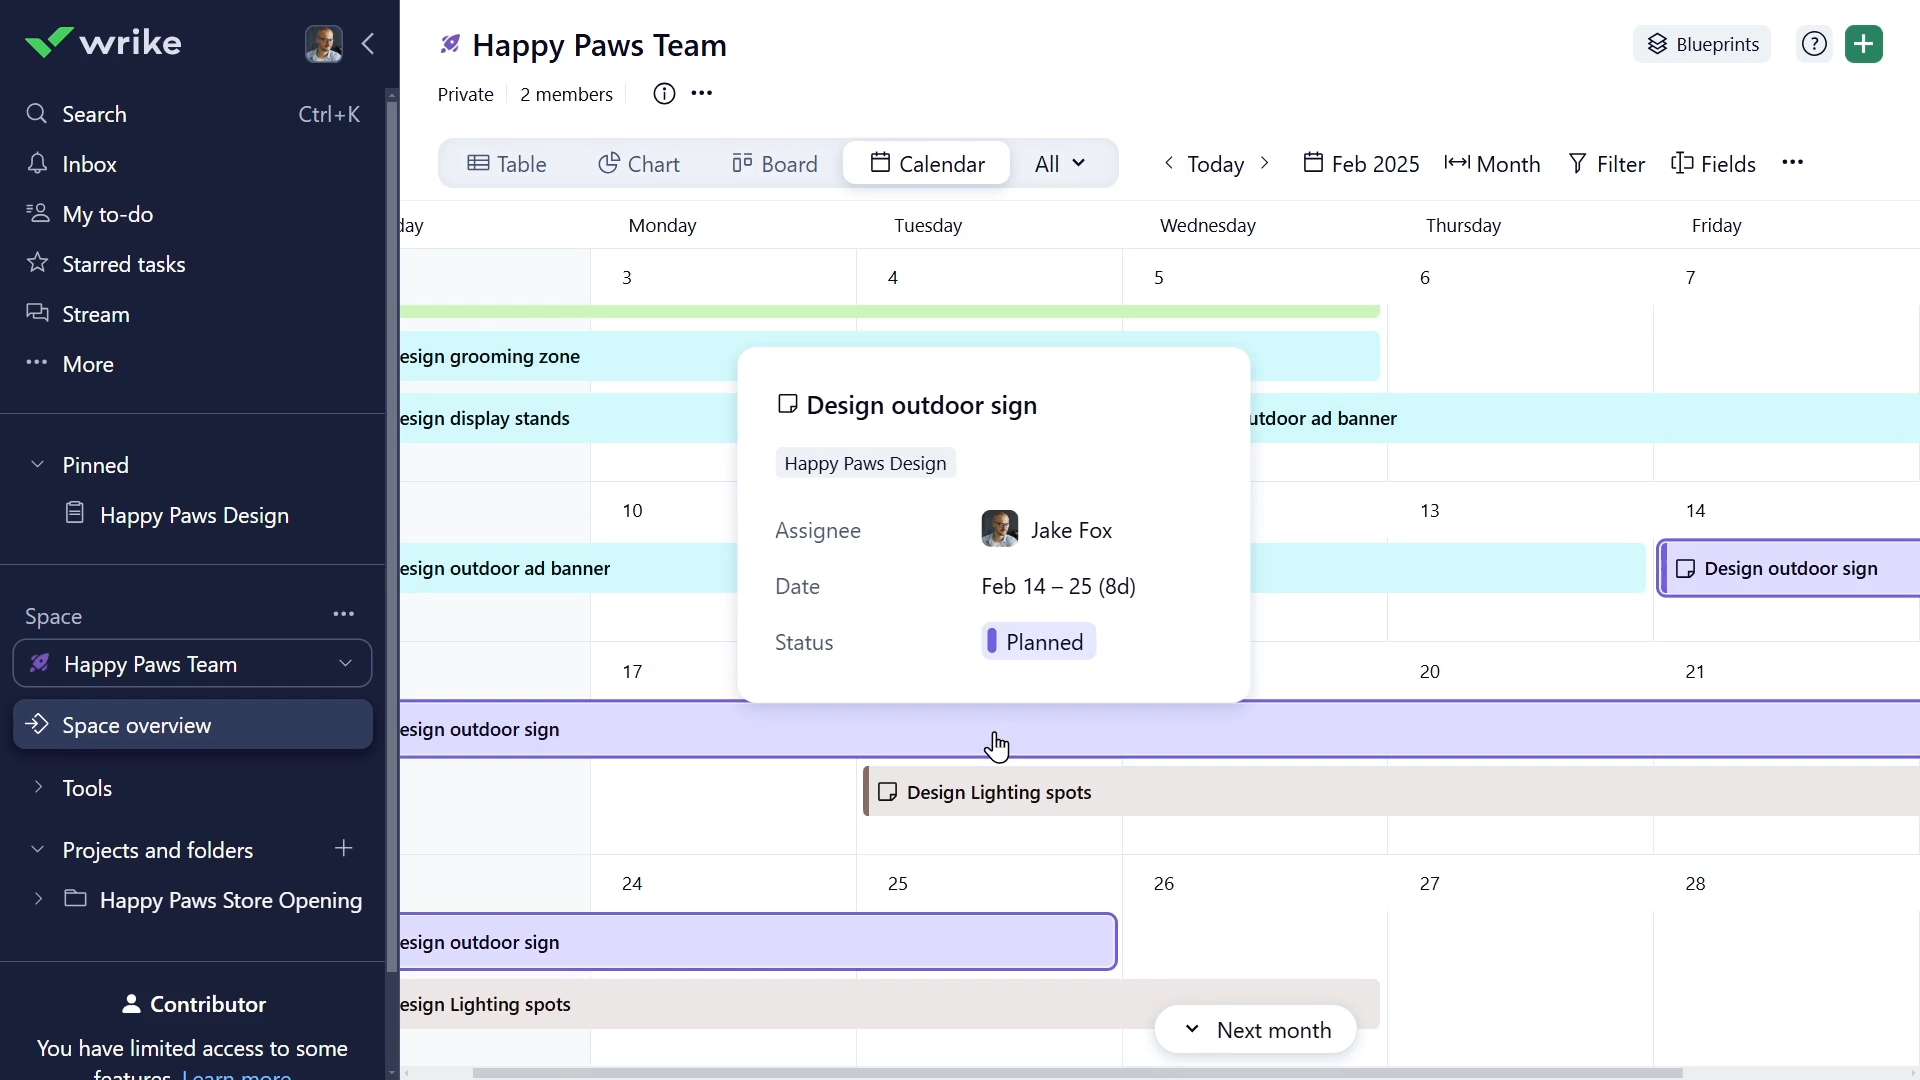 wrike
Search Ctrl+K
Inbox
My to-do
Starred tasks
Stream
More
Pinned
Happy Paws Design
Space
Happy Paws Team
Space overview
Tools
Projects and folders
Happy Paws Store Opening
Contributor
You have limited access to some
features. Learn more
Happy Paws Team
Blueprints
Private 2 members
Table Chart Board Calendar All Today Feb 2025 Month Filter Fields
day Monday Tuesday Wednesday Thursday Friday
3 4 5 6 7
esign grooming zone
esign display stands utdoor ad banner
Design outdoor sign
Happy Paws Design
Assignee Jake Fox
Date Feb 14 – 25 (8d)
Status Planned
10 13 14
esign outdoor ad banner Design outdoor sign
17 20 21
esign outdoor sign
Design Lighting spots
24 25 26 27 28
esign outdoor sign
esign Lighting spots
Next month